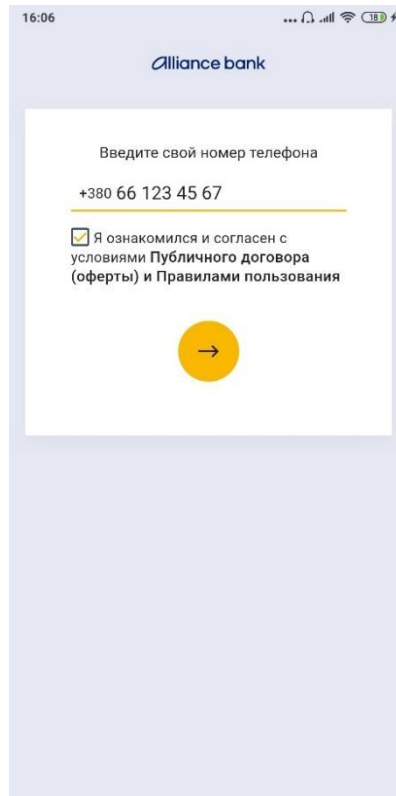 16:06
18
Alliance bank
Введите свой номер телефона
+380 66 123 45 67
Я ознакомился и согласен с
условиями Публичного договора
(оферты) и Правилами пользования